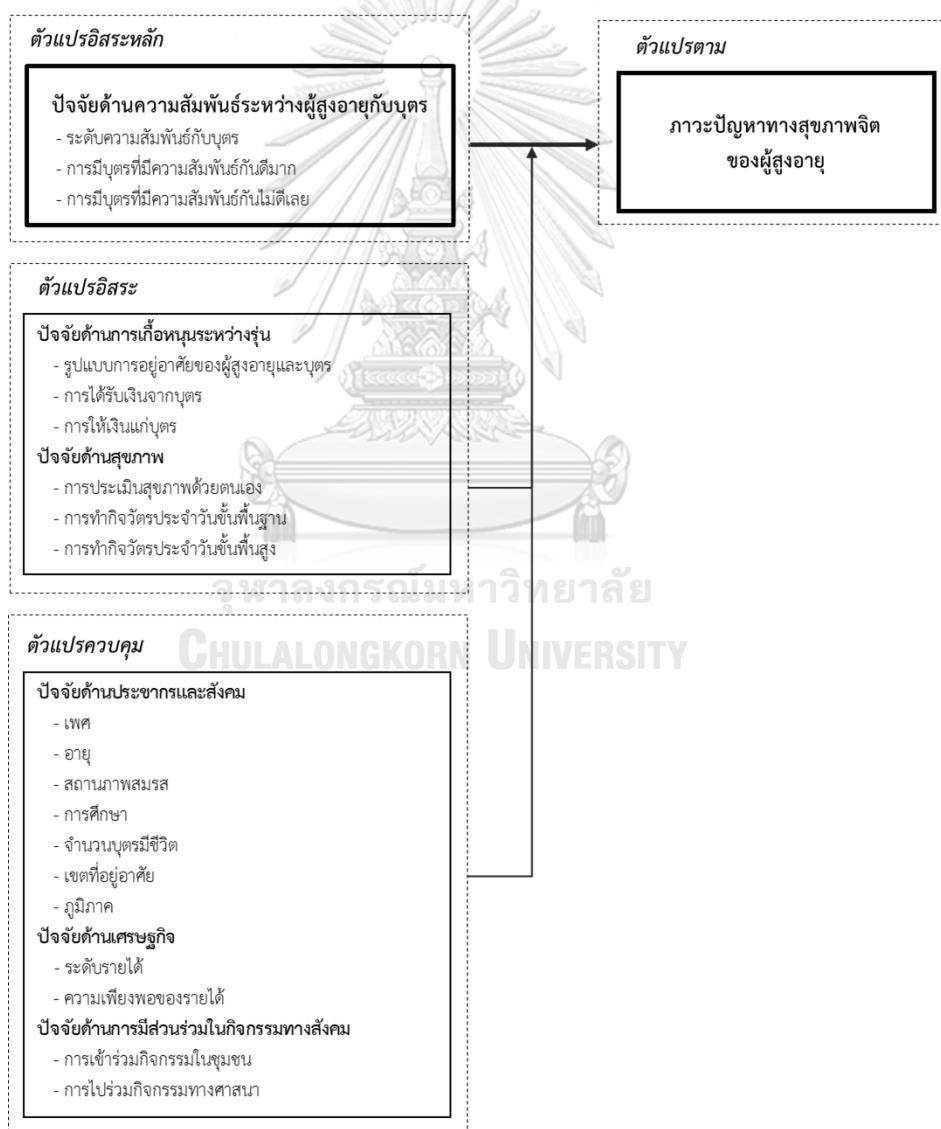 ตัวแปรอิสระหลัก
ปัจจัยด้านความสัมพันธ์ระหว่างผู้สูงอายุกับบุตร
- ระดับความสัมพันธ์กับบุตร
- การมีบุตรที่มีความสัมพันธ์กันดีมาก
- การมีบุตรที่มีความสัมพันธ์กันไม่ดีเลย
ตัวแปรตาม
ภาวะปัญหาทางสุขภาพจิต
ของผู้สูงอายุ
ตัวแปรอิสระ
ปัจจัยด้านการเกื้อหนุนระหว่างรุ่น
- รูปแบบการอยู่อาศัยของผู้สูงอายุและบุตร
- การได้รับเงินจากบุตร
- การให้เงินแก่บุตร
ปัจจัยด้านสุขภาพ
- การประเมินสุขภาพด้วยตนเอง
- การทำกิจวัตรประจำวันขั้นพื้นฐาน
- การทำกิจวัตรประจำวันขั้นพื้นสูง
จุฬาลงกรณ์มหาวิทยาลัย
CHULALONGKORN UNIVERSITY
ตัวแปรควบคุม
ปัจจัยด้านประชากรและสังคม
- เพศ
- อายุ
- สถานภาพสมรส
- การศึกษา
- จำนวนบุตรมีชีวิต
- เขตที่อยู่อาศัย
- ภูมิภาค
ปัจจัยด้านเศรษฐกิจ
- ระดับรายได้
- ความเพียงพอของรายได้
ปัจจัยด้านการมีส่วนร่วมในกิจกรรมทางสังคม
- การเข้าร่วมกิจกรรมในชุมชน
- การไปร่วมกิจกรรมทางศาสนา